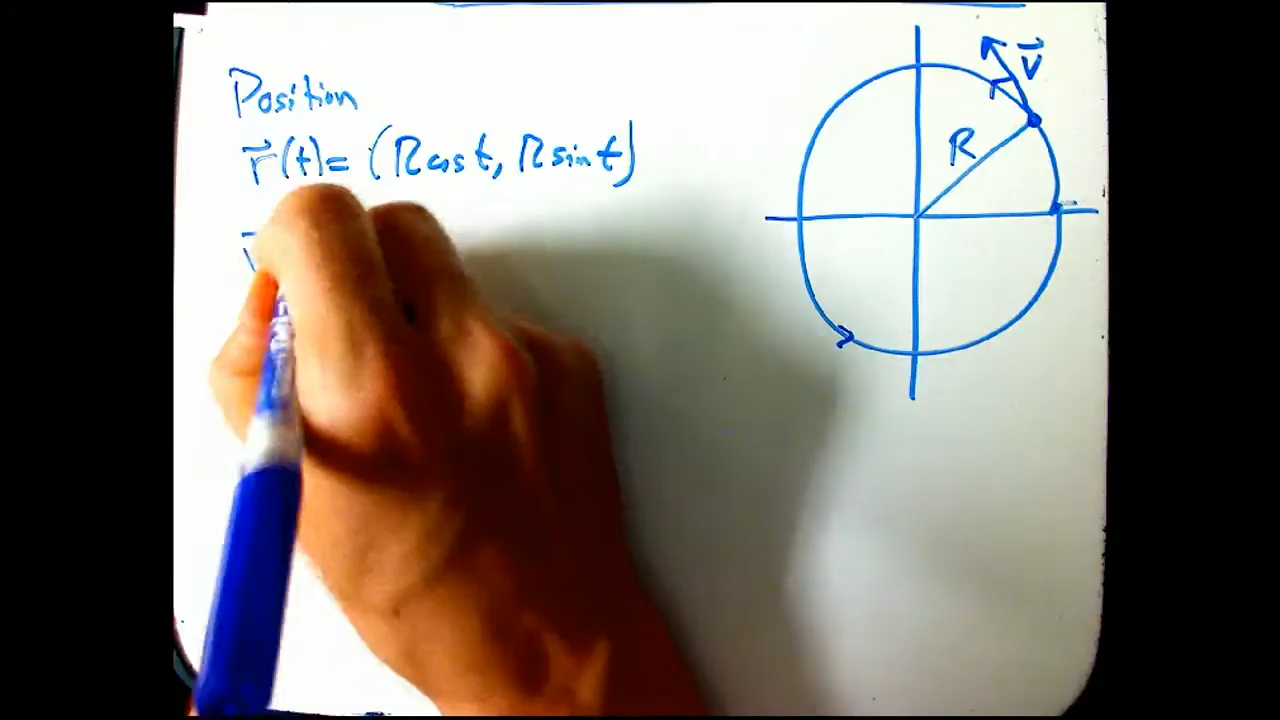 Position
r⃗(t) = (R cos t, R sin t)
v⃗
R